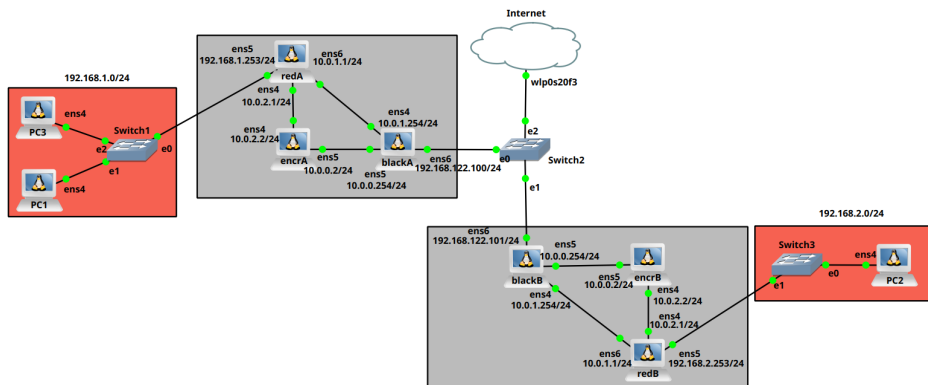 Internet
wlp0s20f3
e2
Switch2
e0
e1
192.168.1.0/24
PC3
ens4
Switch1
e2
e0
e1
PC1
ens4
ens5
192.168.1.253/24
ens6
10.0.1.1/24
redA
ens4
10.0.2.1/24
ens4
10.0.2.2/24
encrA
ens5
10.0.0.2/24
ens4
10.0.1.254/24
blackA
ens5
10.0.0.254/24
ens6
192.168.122.100/24
ens6
192.168.122.101/24
ens5
10.0.0.254/24
blackB
ens4
10.0.1.254/24
ens5
10.0.0.2/24
encrB
ens4
10.0.2.2/24
ens4
10.0.2.1/24
ens6
10.0.1.1/24
redB
ens5
192.168.2.253/24
192.168.2.0/24
Switch3
e1
e0
ens4
PC2